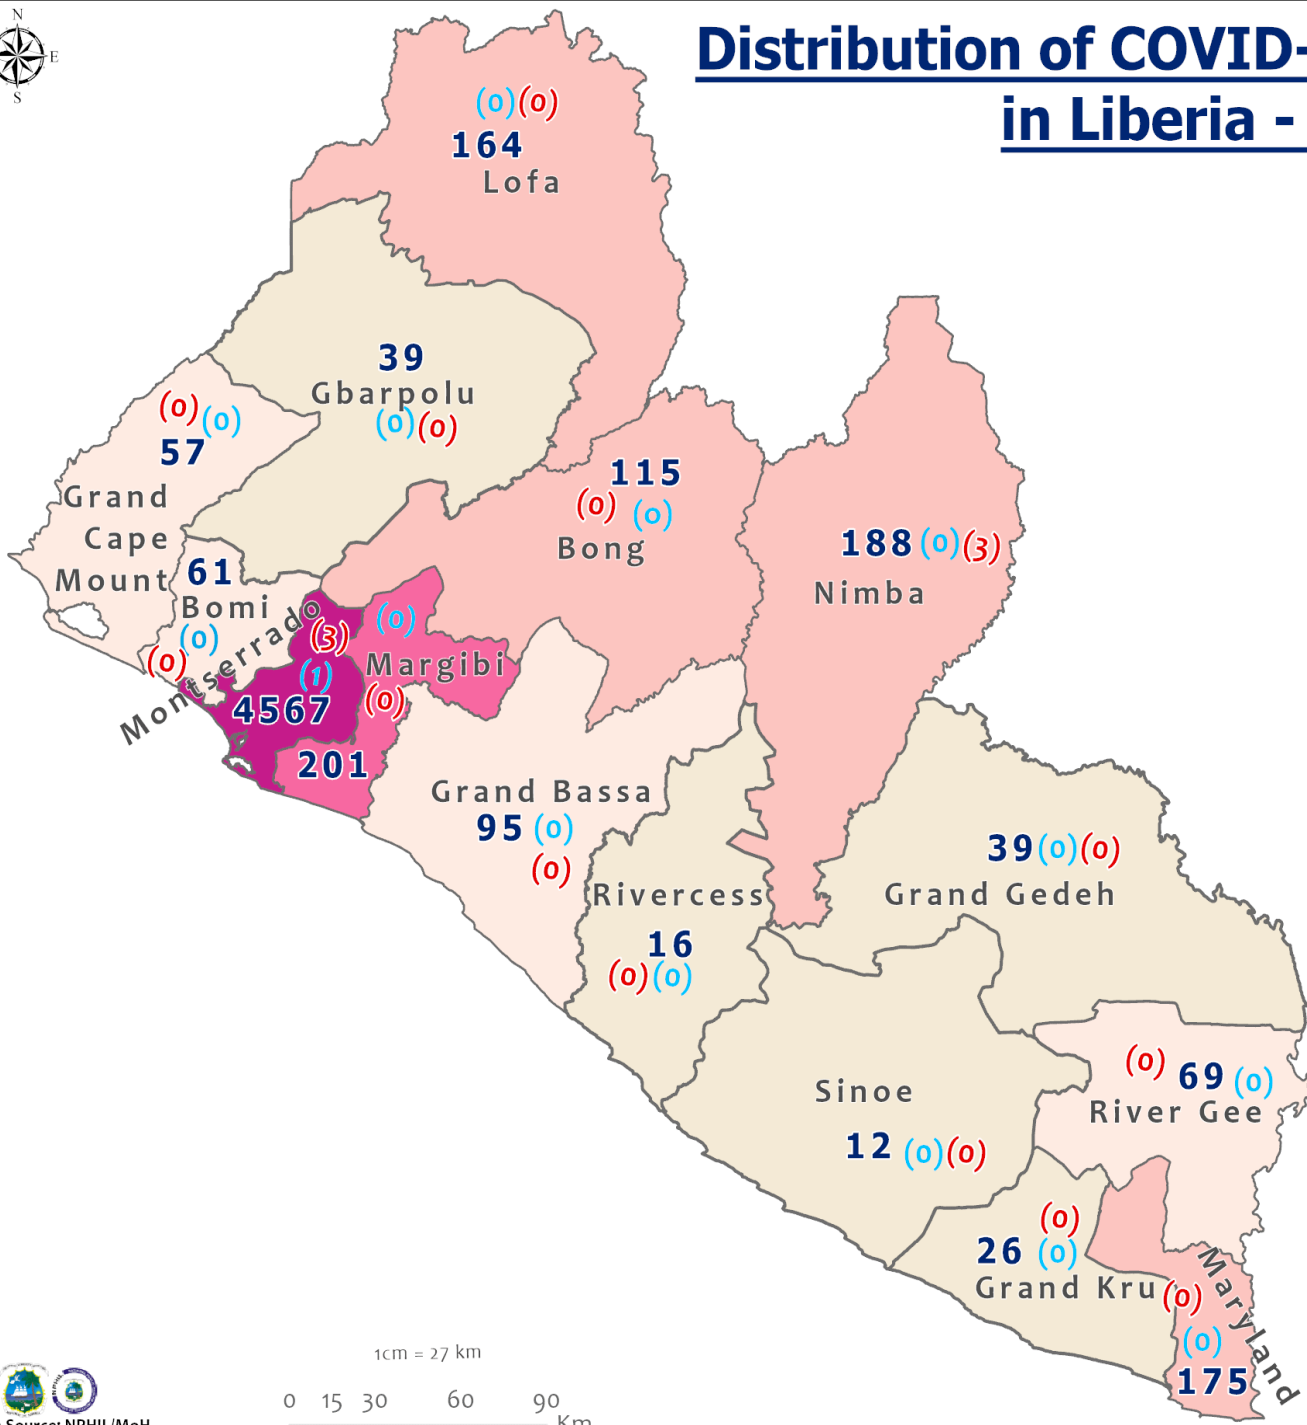 N
E
S
Distribution of COVID-
in Liberia -
(0)(0)
164
Lofa
39
Gbarpolu
(0)(0)
(0)(0)
57
Grand
Cape
Mount
115
(0) (0)
Bong
188(0)(3)
Nimba
61
Bomi
(0)
(0)
Montserrado
(3)
(1)
4567
(0)
Margibi
(0)
201
Grand Bassa
95 (0)
(0)
Rivercess
16
(0)(0)
39(0)(0)
Grand Gedeh
(0) 69 (0)
River Gee
Sinoe
12 (0)(0)
(0)
26 (0)
Grand Kru
Maryland
(0)
(0)
175
1cm = 27 km
0 15 30 60 90
Km
Source: NPHIL/MoH